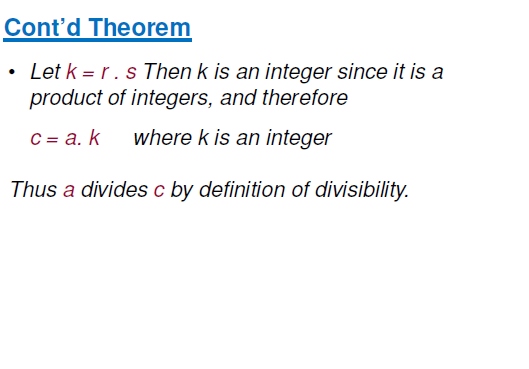 Cont’d Theorem
• Let k = r . s Then k is an integer since it is a
product of integers, and therefore
c = a. k where k is an integer
Thus a divides c by definition of divisibility.